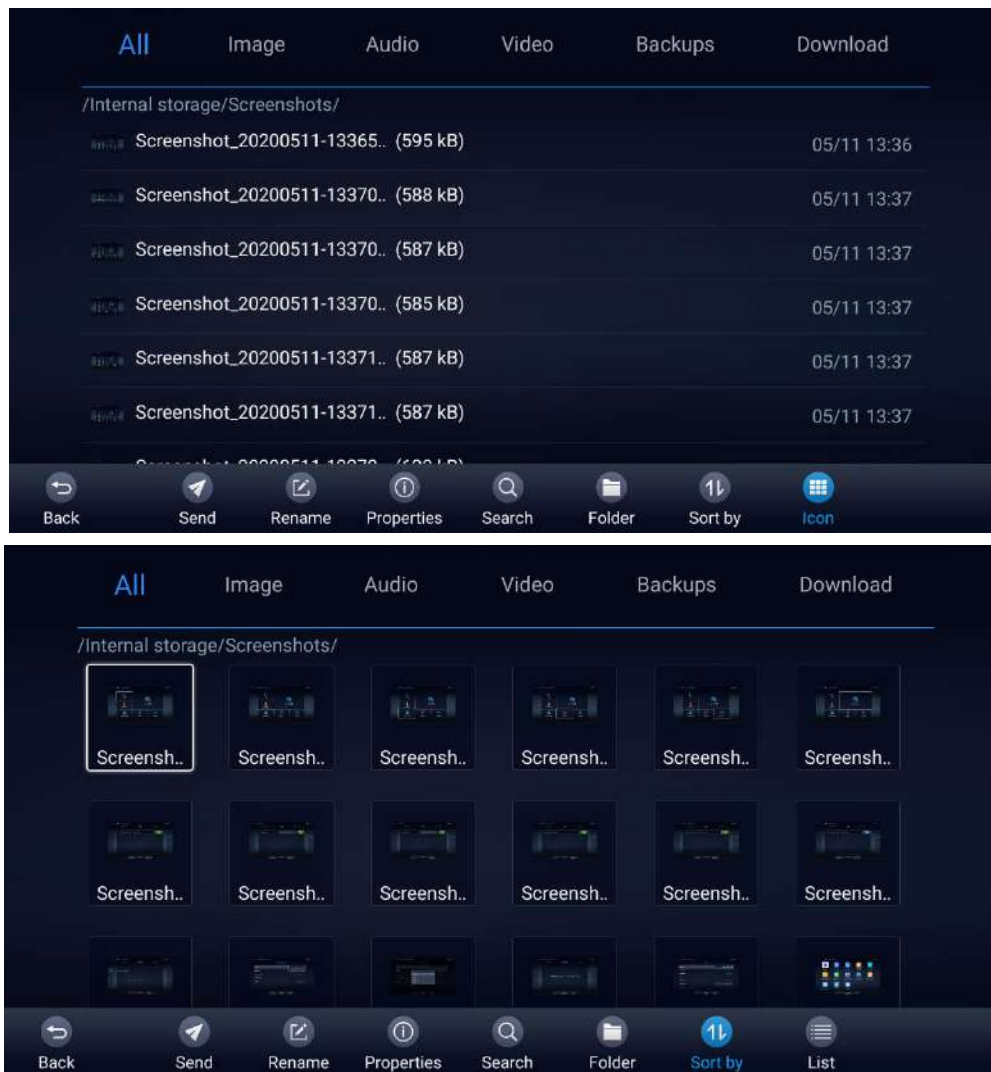 All Image Audio Video Backups Download
/Internal storage/Screenshots/
Screenshot_20200511-13365.. (595 kB) 05/11 13:36
Screenshot_20200511-13370.. (588 kB) 05/11 13:37
Screenshot_20200511-13370.. (587 kB) 05/11 13:37
Screenshot_20200511-13370.. (585 kB) 05/11 13:37
Screenshot_20200511-13371.. (587 kB) 05/11 13:37
Screenshot_20200511-13371.. (587 kB) 05/11 13:37
Back Send Rename Properties Search Folder Sort by Icon
All Image Audio Video Backups Download
/Internal storage/Screenshots/
Screensh.. Screensh.. Screensh.. Screensh.. Screensh.. Screensh..
Screensh.. Screensh.. Screensh.. Screensh.. Screensh.. Screensh..
Back Send Rename Properties Search Folder Sort by List